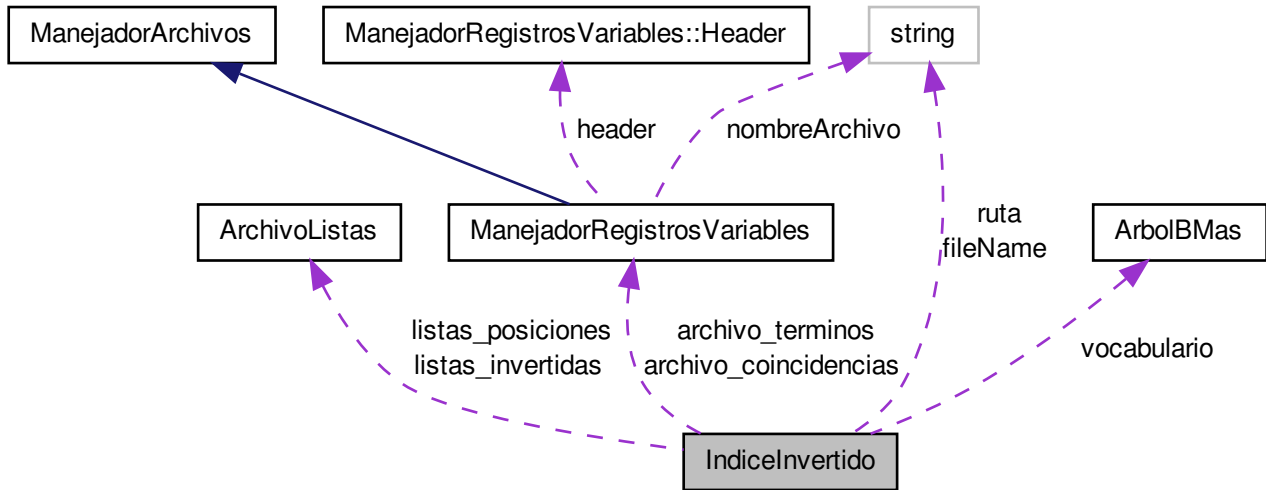 ManejadorArchivos
ManejadorRegistrosVariables::Header
string
header
nombreArchivo
ArchivoListas
ManejadorRegistrosVariables
ruta
fileName
ArbolBMas
listas_posiciones
listas_invertidas
archivo_terminos
archivo_coincidencias
vocabulario
IndiceInvertido